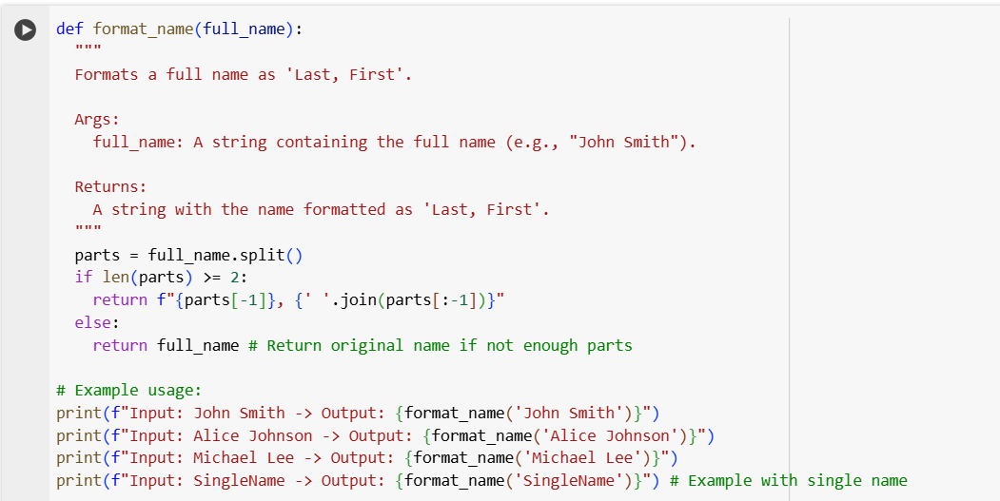 def format_name(full_name):
  """
  Formats a full name as 'Last, First'.

  Args:
    full_name: A string containing the full name (e.g., "John Smith").

  Returns:
    A string with the name formatted as 'Last, First'.
  """
  parts = full_name.split()
  if len(parts) >= 2:
    return f"{parts[-1]}, {' '.join(parts[:-1])}"
  else:
    return full_name # Return original name if not enough parts

# Example usage:
print(f"Input: John Smith -> Output: {format_name('John Smith')}")
print(f"Input: Alice Johnson -> Output: {format_name('Alice Johnson')}")
print(f"Input: Michael Lee -> Output: {format_name('Michael Lee')}")
print(f"Input: SingleName -> Output: {format_name('SingleName')}") # Example with single name